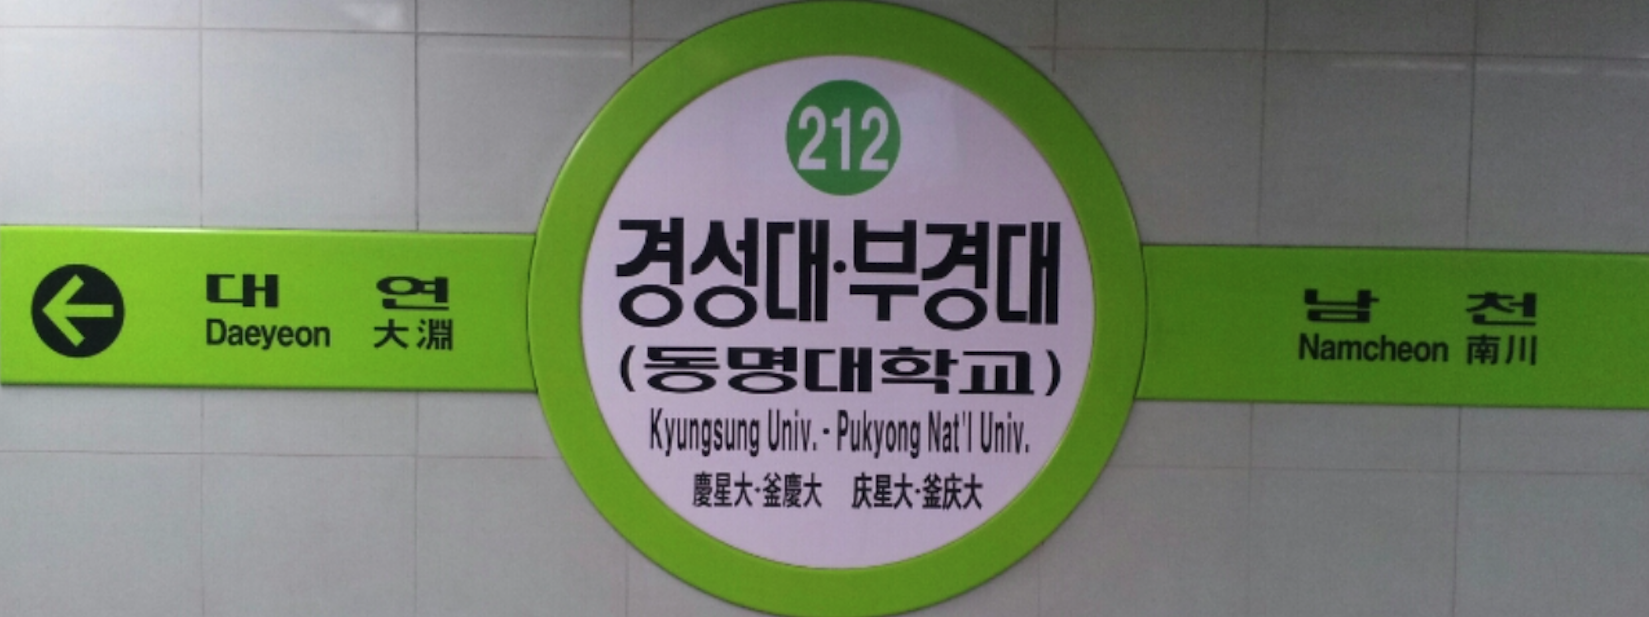 212
경성대·부경대
(동명대학교)
Kyungsung Univ. - Pukyong Nat'l Univ.
慶星大·釜慶大 庆星大·釜庆大
대연
Daeyeon 大淵
남천
Namcheon 南川